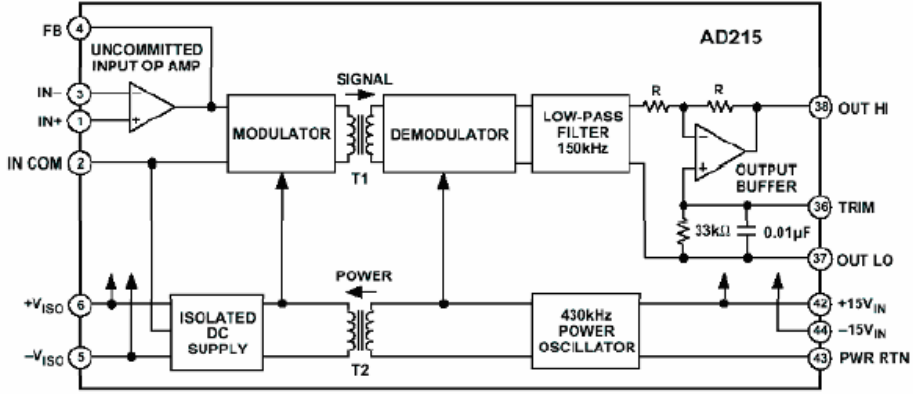 FB 4
AD215
UNCOMMITTED
INPUT OP AMP
SIGNAL
IN– 3
–
IN+ 1
+
MODULATOR
DEMODULATOR
LOW-PASS
FILTER
150kHz
R
R
38 OUT HI
–
+
IN COM 2
T1
OUTPUT
BUFFER
36 TRIM
33kΩ
0.01μF
37 OUT LO
POWER
+VISO 6
ISOLATED
DC
SUPPLY
430kHz
POWER
OSCILLATOR
42 +15VIN
44 –15VIN
–VISO 5
T2
43 PWR RTN